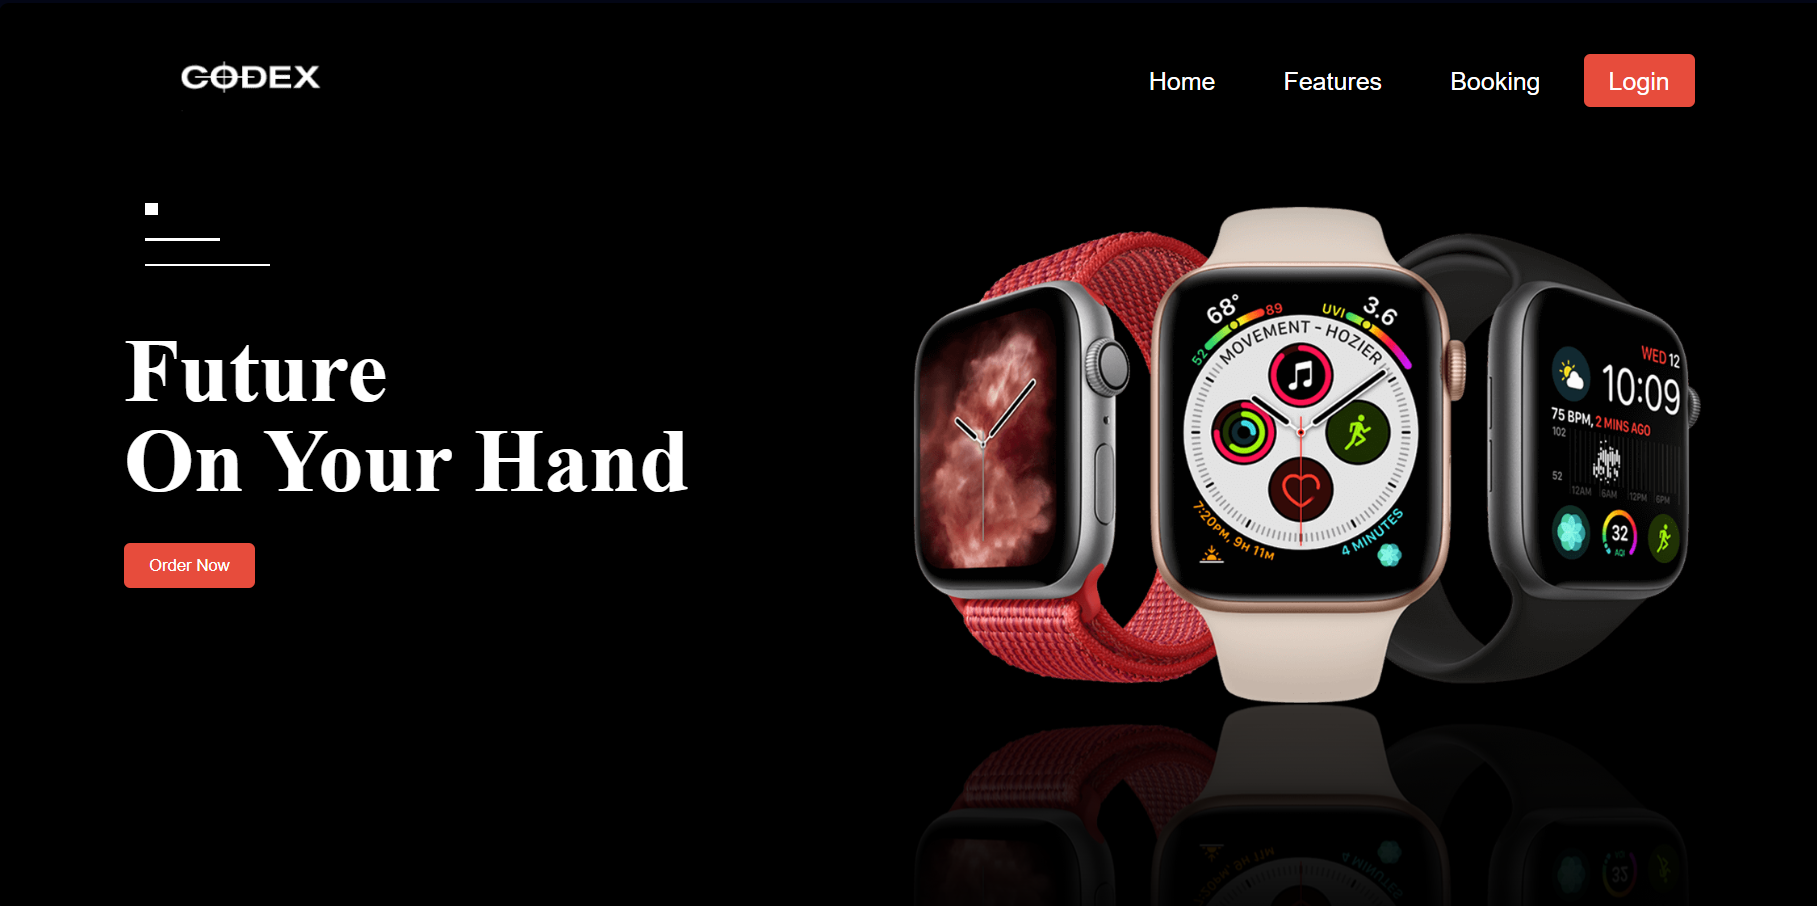 CODEX
Home
Features
Booking
Login
Future
On Your Hand
Order Now
68°
89
52
UVI
3.6
MOVEMENT - HOZIER
7:20PM, 9H 11M
4 MINUTES
WED 12
10:09
75 BPM, 2 MINS AGO
102
52
12AM 6AM 12PM 6PM
32
AQI